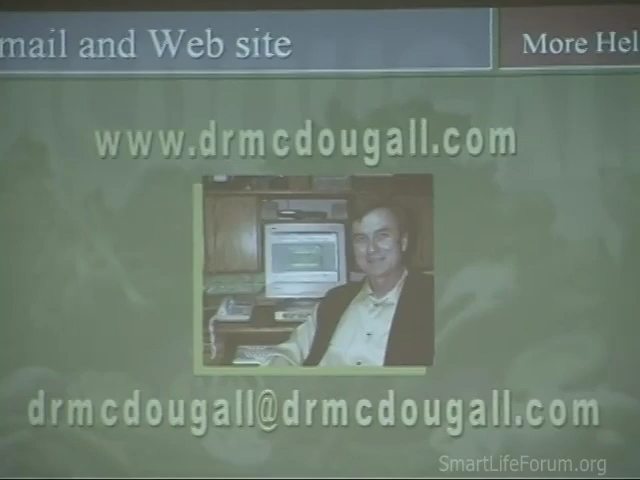 mail and Web site
More Hel
www.drmcdougall.com
drmcdougall@drmcdougall.com
SmartLifeForum.org